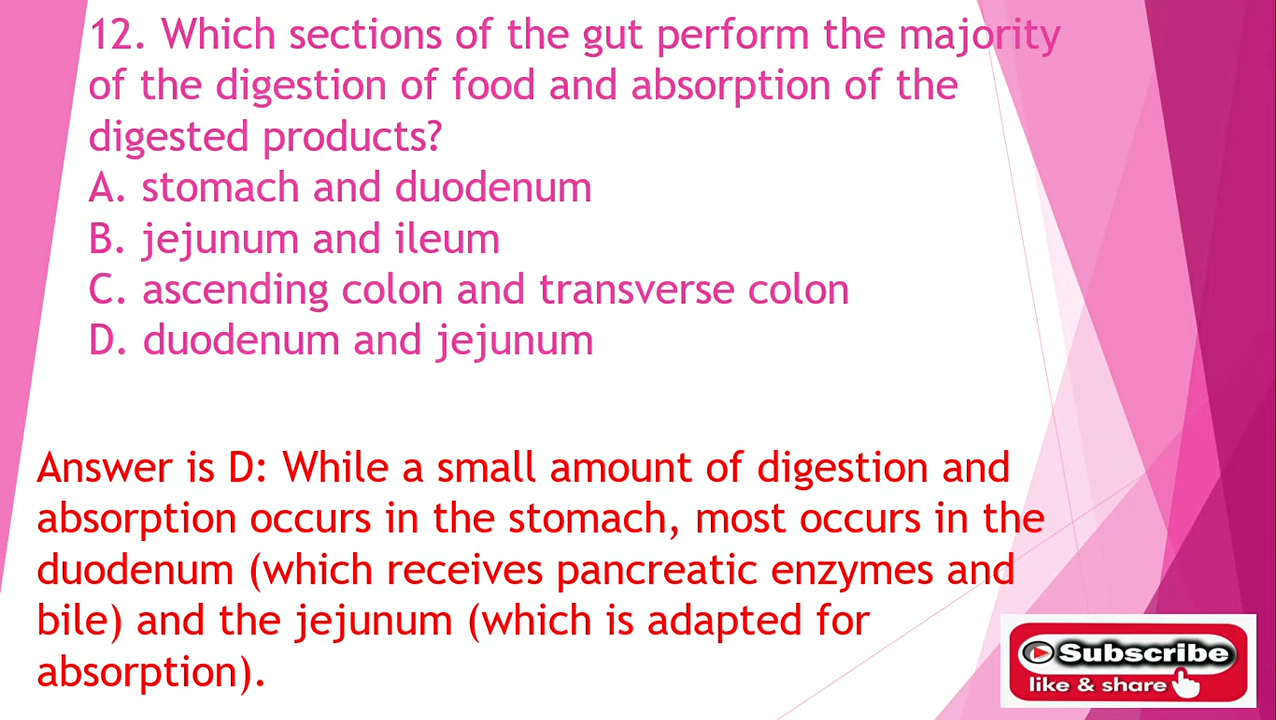 12. Which sections of the gut perform the majority
of the digestion of food and absorption of the
digested products?
A. stomach and duodenum
B. jejunum and ileum
C. ascending colon and transverse colon
D. duodenum and jejunum
Answer is D: While a small amount of digestion and
absorption occurs in the stomach, most occurs in the
duodenum (which receives pancreatic enzymes and
bile) and the jejunum (which is adapted for
absorption).
Subscribe
like & share